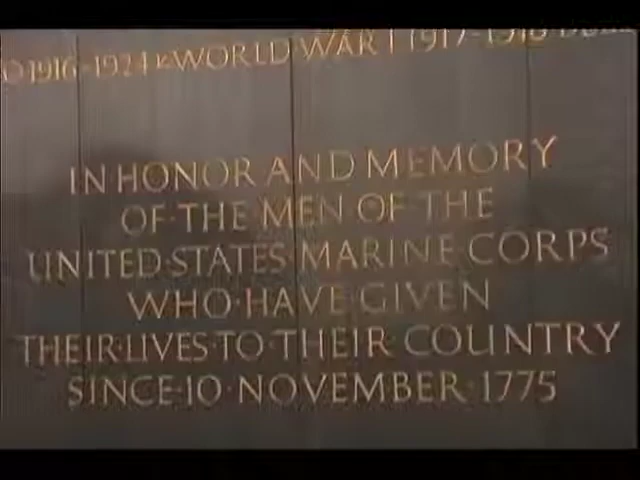 O 1916-1924 ★ WORLD·WAR I 1917-1918
IN·HONOR·AND·MEMORY
OF·THE·MEN·OF·THE
UNITED·STATES·MARINE·CORPS
WHO·HAVE·GIVEN
THEIR·LIVES·TO·THEIR·COUNTRY
SINCE·10·NOVEMBER·1775